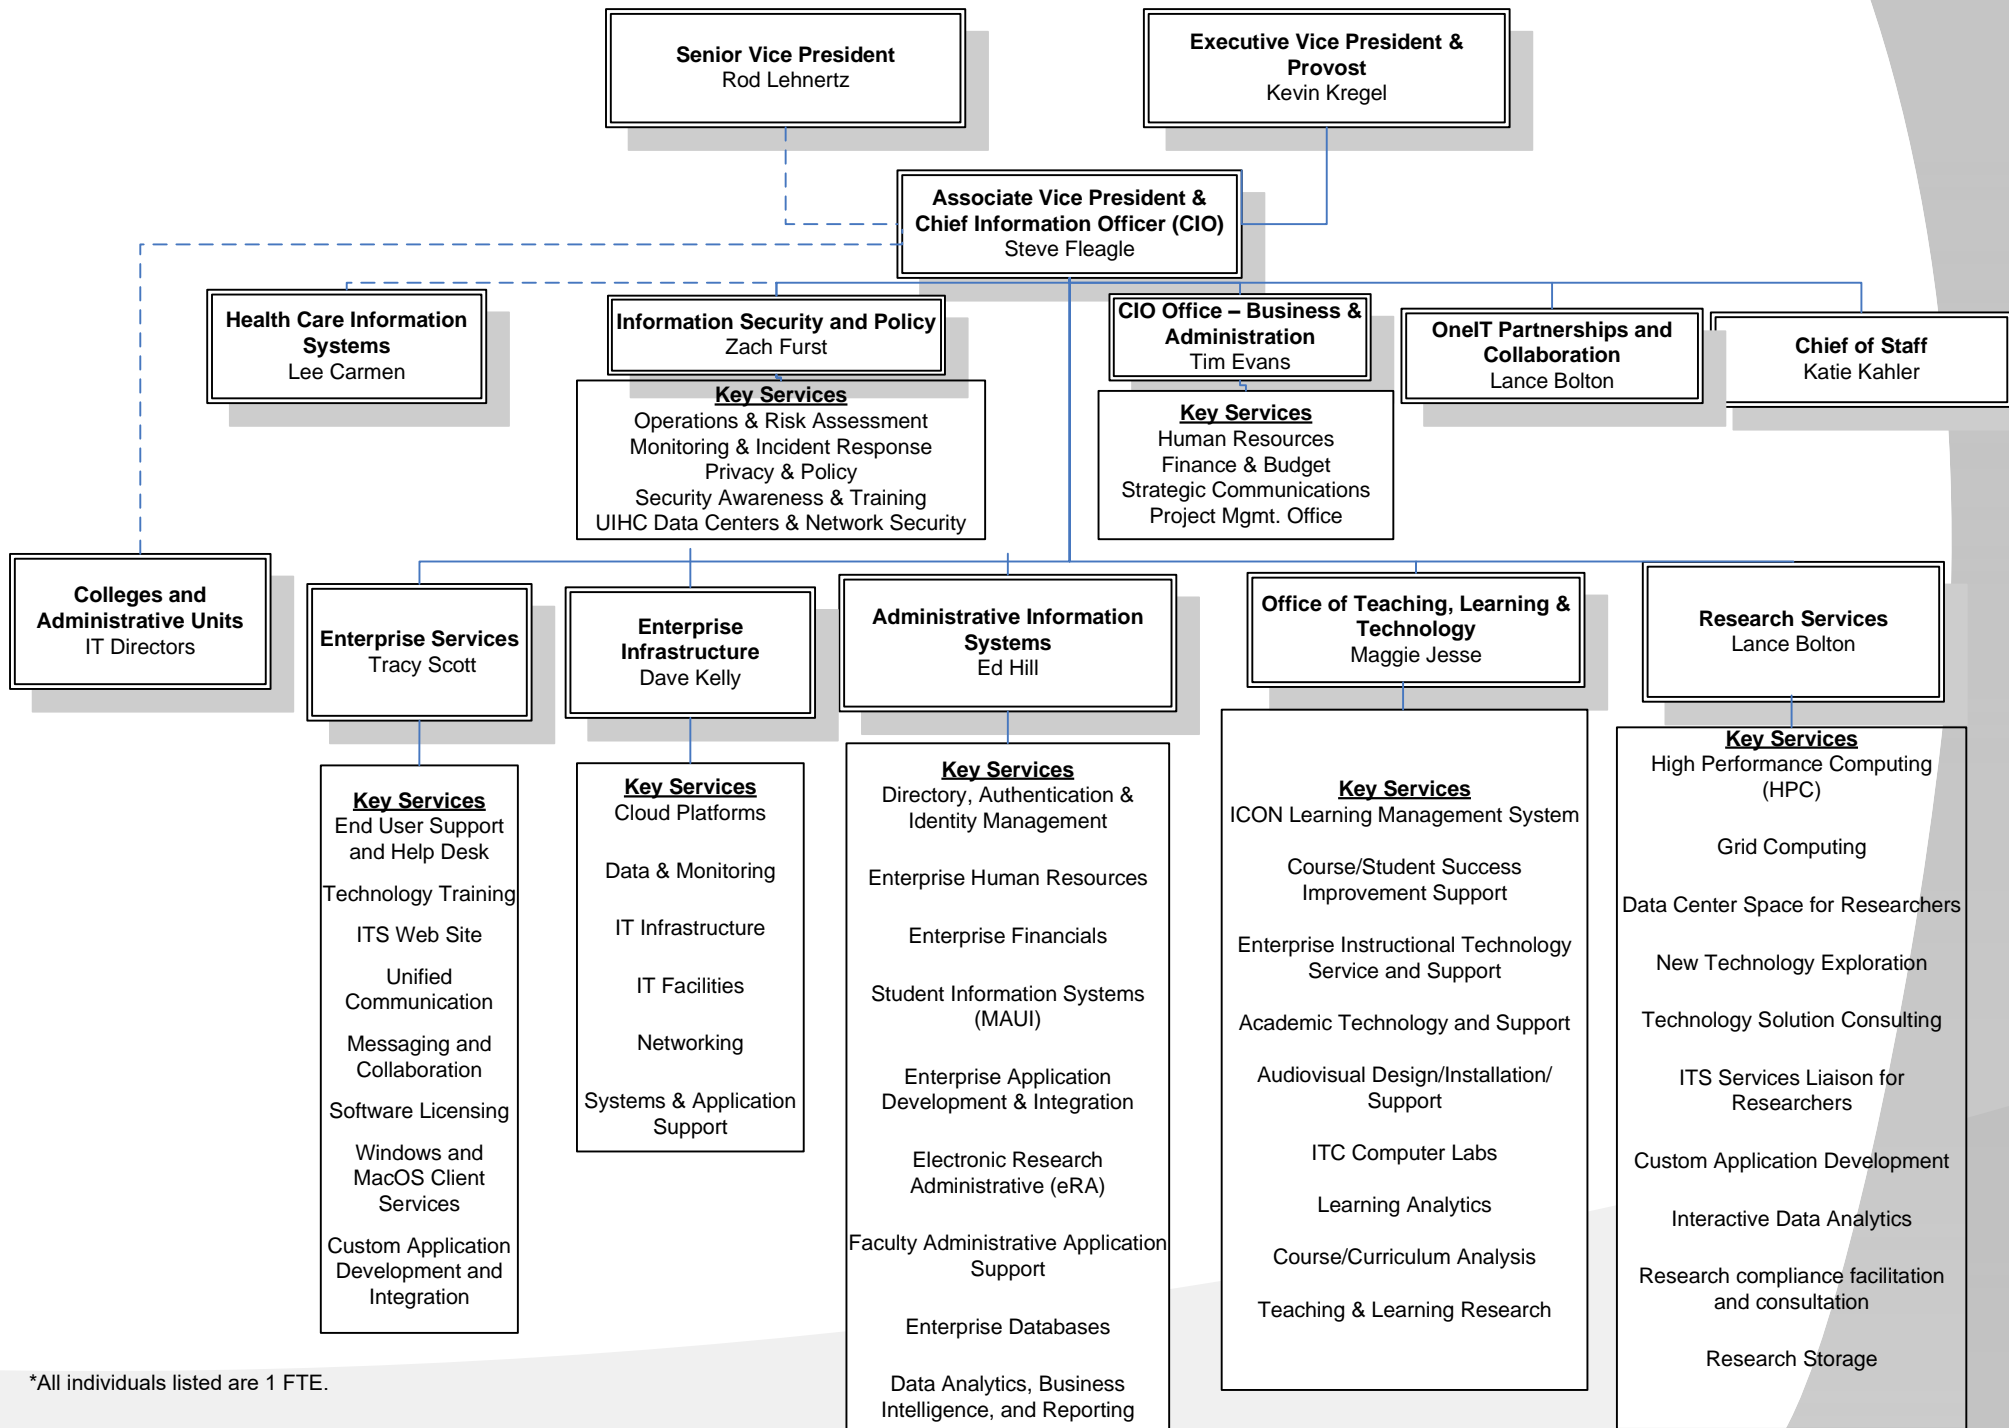 Senior Vice President
Rod Lehnertz
Executive Vice President &
Provost
Kevin Kregel
Associate Vice President &
Chief Information Officer (CIO)
Steve Fleagle
Health Care Information
Systems
Lee Carmen
Information Security and Policy
Zach Furst
CIO Office – Business &
Administration
Tim Evans
OneIT Partnerships and
Collaboration
Lance Bolton
Chief of Staff
Katie Kahler
Key Services
Operations & Risk Assessment
Monitoring & Incident Response
Privacy & Policy
Security Awareness & Training
UIHC Data Centers & Network Security
Key Services
Human Resources
Finance & Budget
Strategic Communications
Project Mgmt. Office
Colleges and
Administrative Units
IT Directors
Enterprise Services
Tracy Scott
Enterprise
Infrastructure
Dave Kelly
Administrative Information
Systems
Ed Hill
Office of Teaching, Learning &
Technology
Maggie Jesse
Research Services
Lance Bolton
Key Services
End User Support
and Help Desk
Technology Training
ITS Web Site
Unified
Communication
Messaging and
Collaboration
Software Licensing
Windows and
MacOS Client
Services
Custom Application
Development and
Integration
Key Services
Cloud Platforms
Data & Monitoring
IT Infrastructure
IT Facilities
Networking
Systems & Application
Support
Key Services
Directory, Authentication &
Identity Management
Enterprise Human Resources
Enterprise Financials
Student Information Systems
(MAUI)
Enterprise Application
Development & Integration
Electronic Research
Administrative (eRA)
Faculty Administrative Application
Support
Enterprise Databases
Data Analytics, Business
Intelligence, and Reporting
Key Services
ICON Learning Management System
Course/Student Success
Improvement Support
Enterprise Instructional Technology
Service and Support
Academic Technology and Support
Audiovisual Design/Installation/
Support
ITC Computer Labs
Learning Analytics
Course/Curriculum Analysis
Teaching & Learning Research
Key Services
High Performance Computing
(HPC)
Grid Computing
Data Center Space for Researchers
New Technology Exploration
Technology Solution Consulting
ITS Services Liaison for
Researchers
Custom Application Development
Interactive Data Analytics
Research compliance facilitation
and consultation
Research Storage
*All individuals listed are 1 FTE.